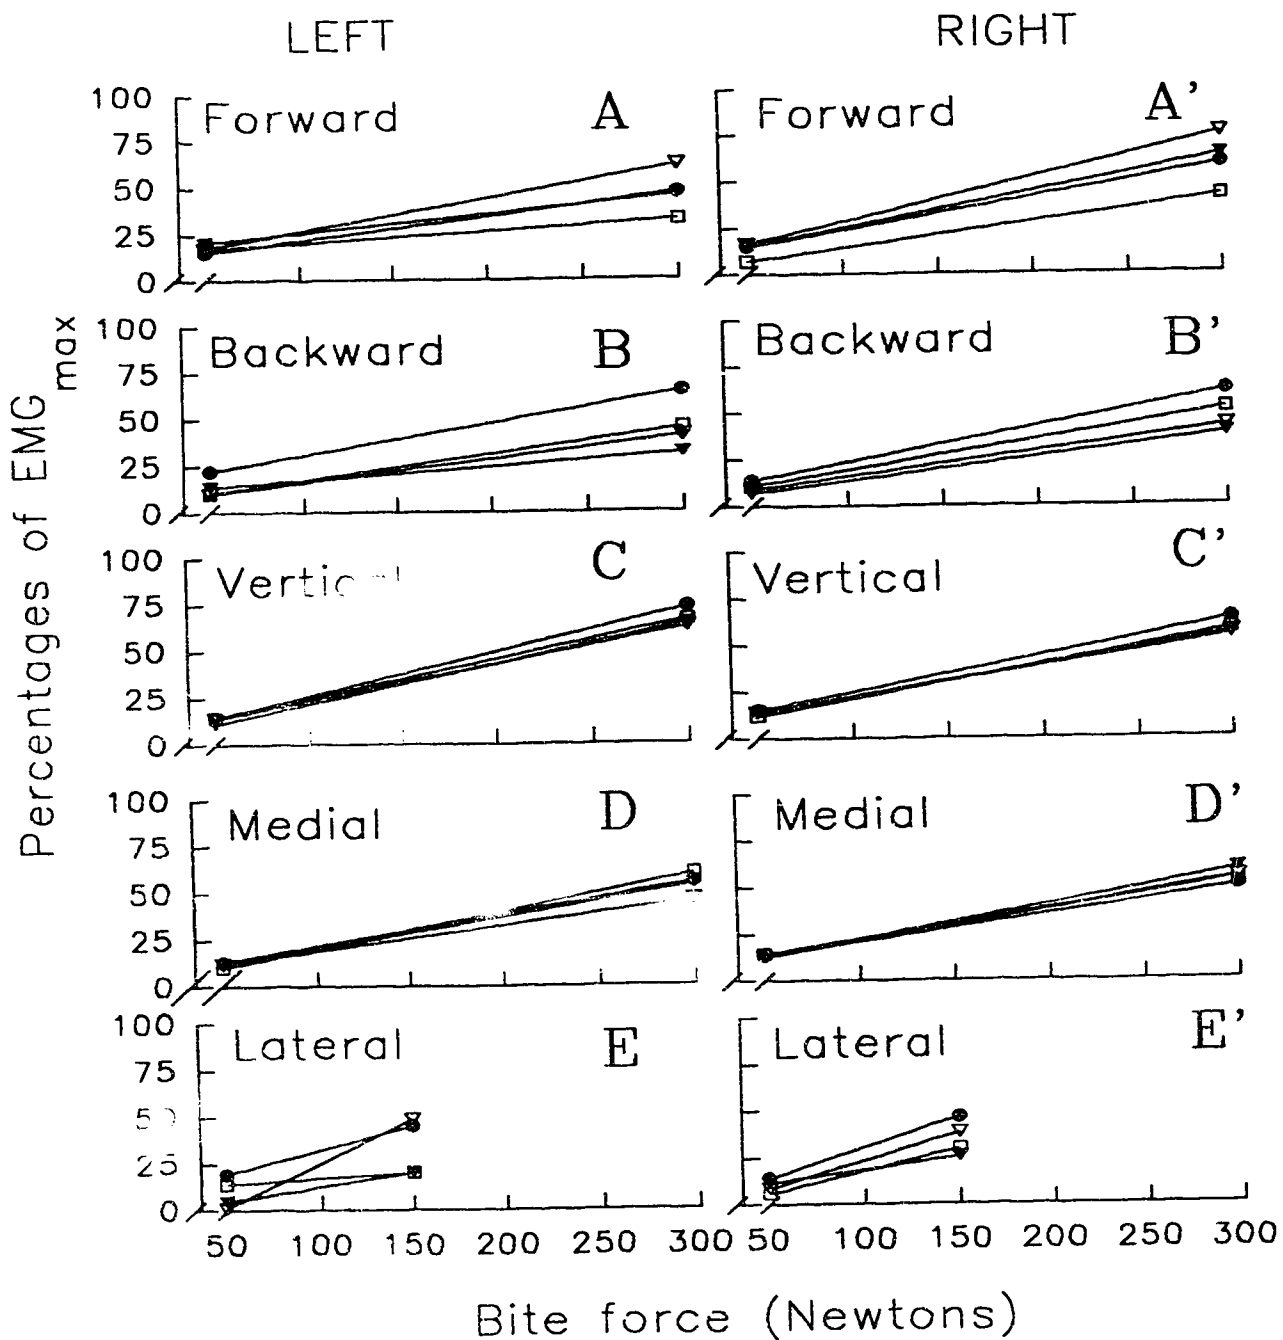 LEFT
RIGHT
Percentages of EMG max
100
75
50
25
0
Forward
A
Forward
A'
100
75
50
25
0
Backward
B
Backward
B'
100
75
50
25
0
C
Vertical
C'
100
75
50
25
0
Medial
D
Medial
D'
100
75
25
0
Lateral
E
Lateral
E'
50 100 150 200 250 300
50 100 150 200 250 300
Bite force (Newtons)